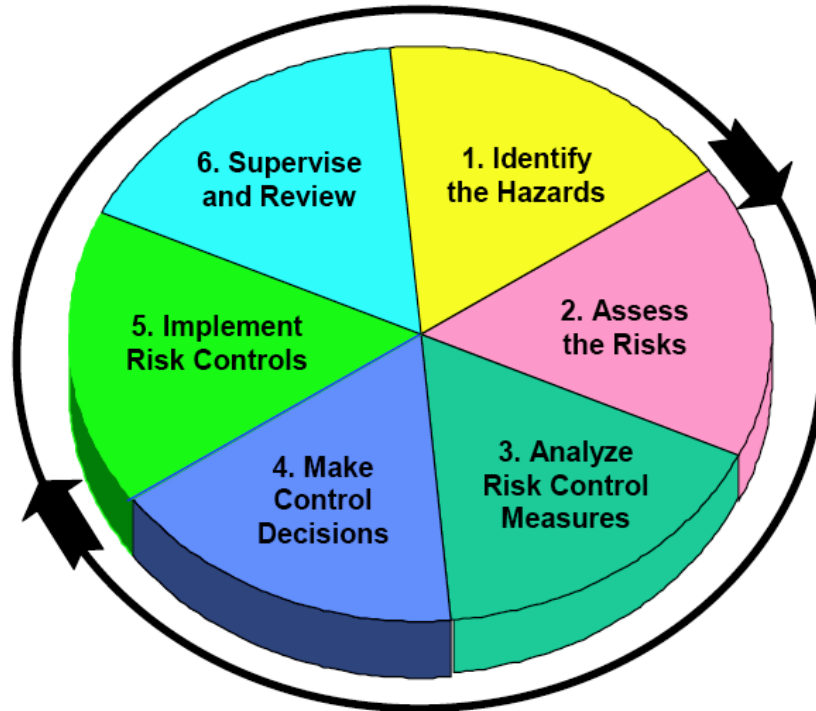 1. Identify
the Hazards
2. Assess
the Risks
3. Analyze
Risk Control
Measures
4. Make
Control
Decisions
5. Implement
Risk Controls
6. Supervise
and Review